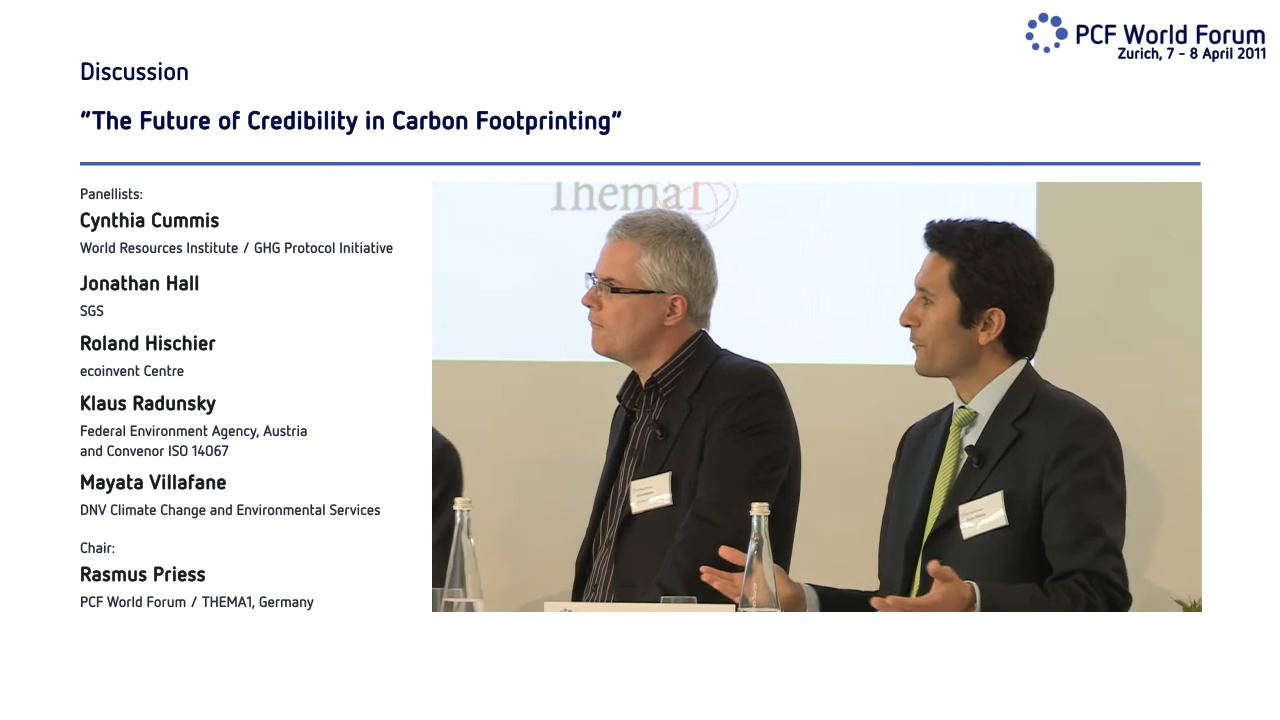 PCF World Forum
Zurich, 7 - 8 April 2011
Discussion
"The Future of Credibility in Carbon Footprinting"
Panellists:
Cynthia Cummis
World Resources Institute / GHG Protocol Initiative
Jonathan Hall
SGS
Roland Hischier
ecoinvent Centre
Klaus Radunsky
Federal Environment Agency, Austria
and Convenor ISO 14067
Mayata Villafane
DNV Climate Change and Environmental Services
Chair:
Rasmus Priess
PCF World Forum / THEMA1, Germany
Thema1